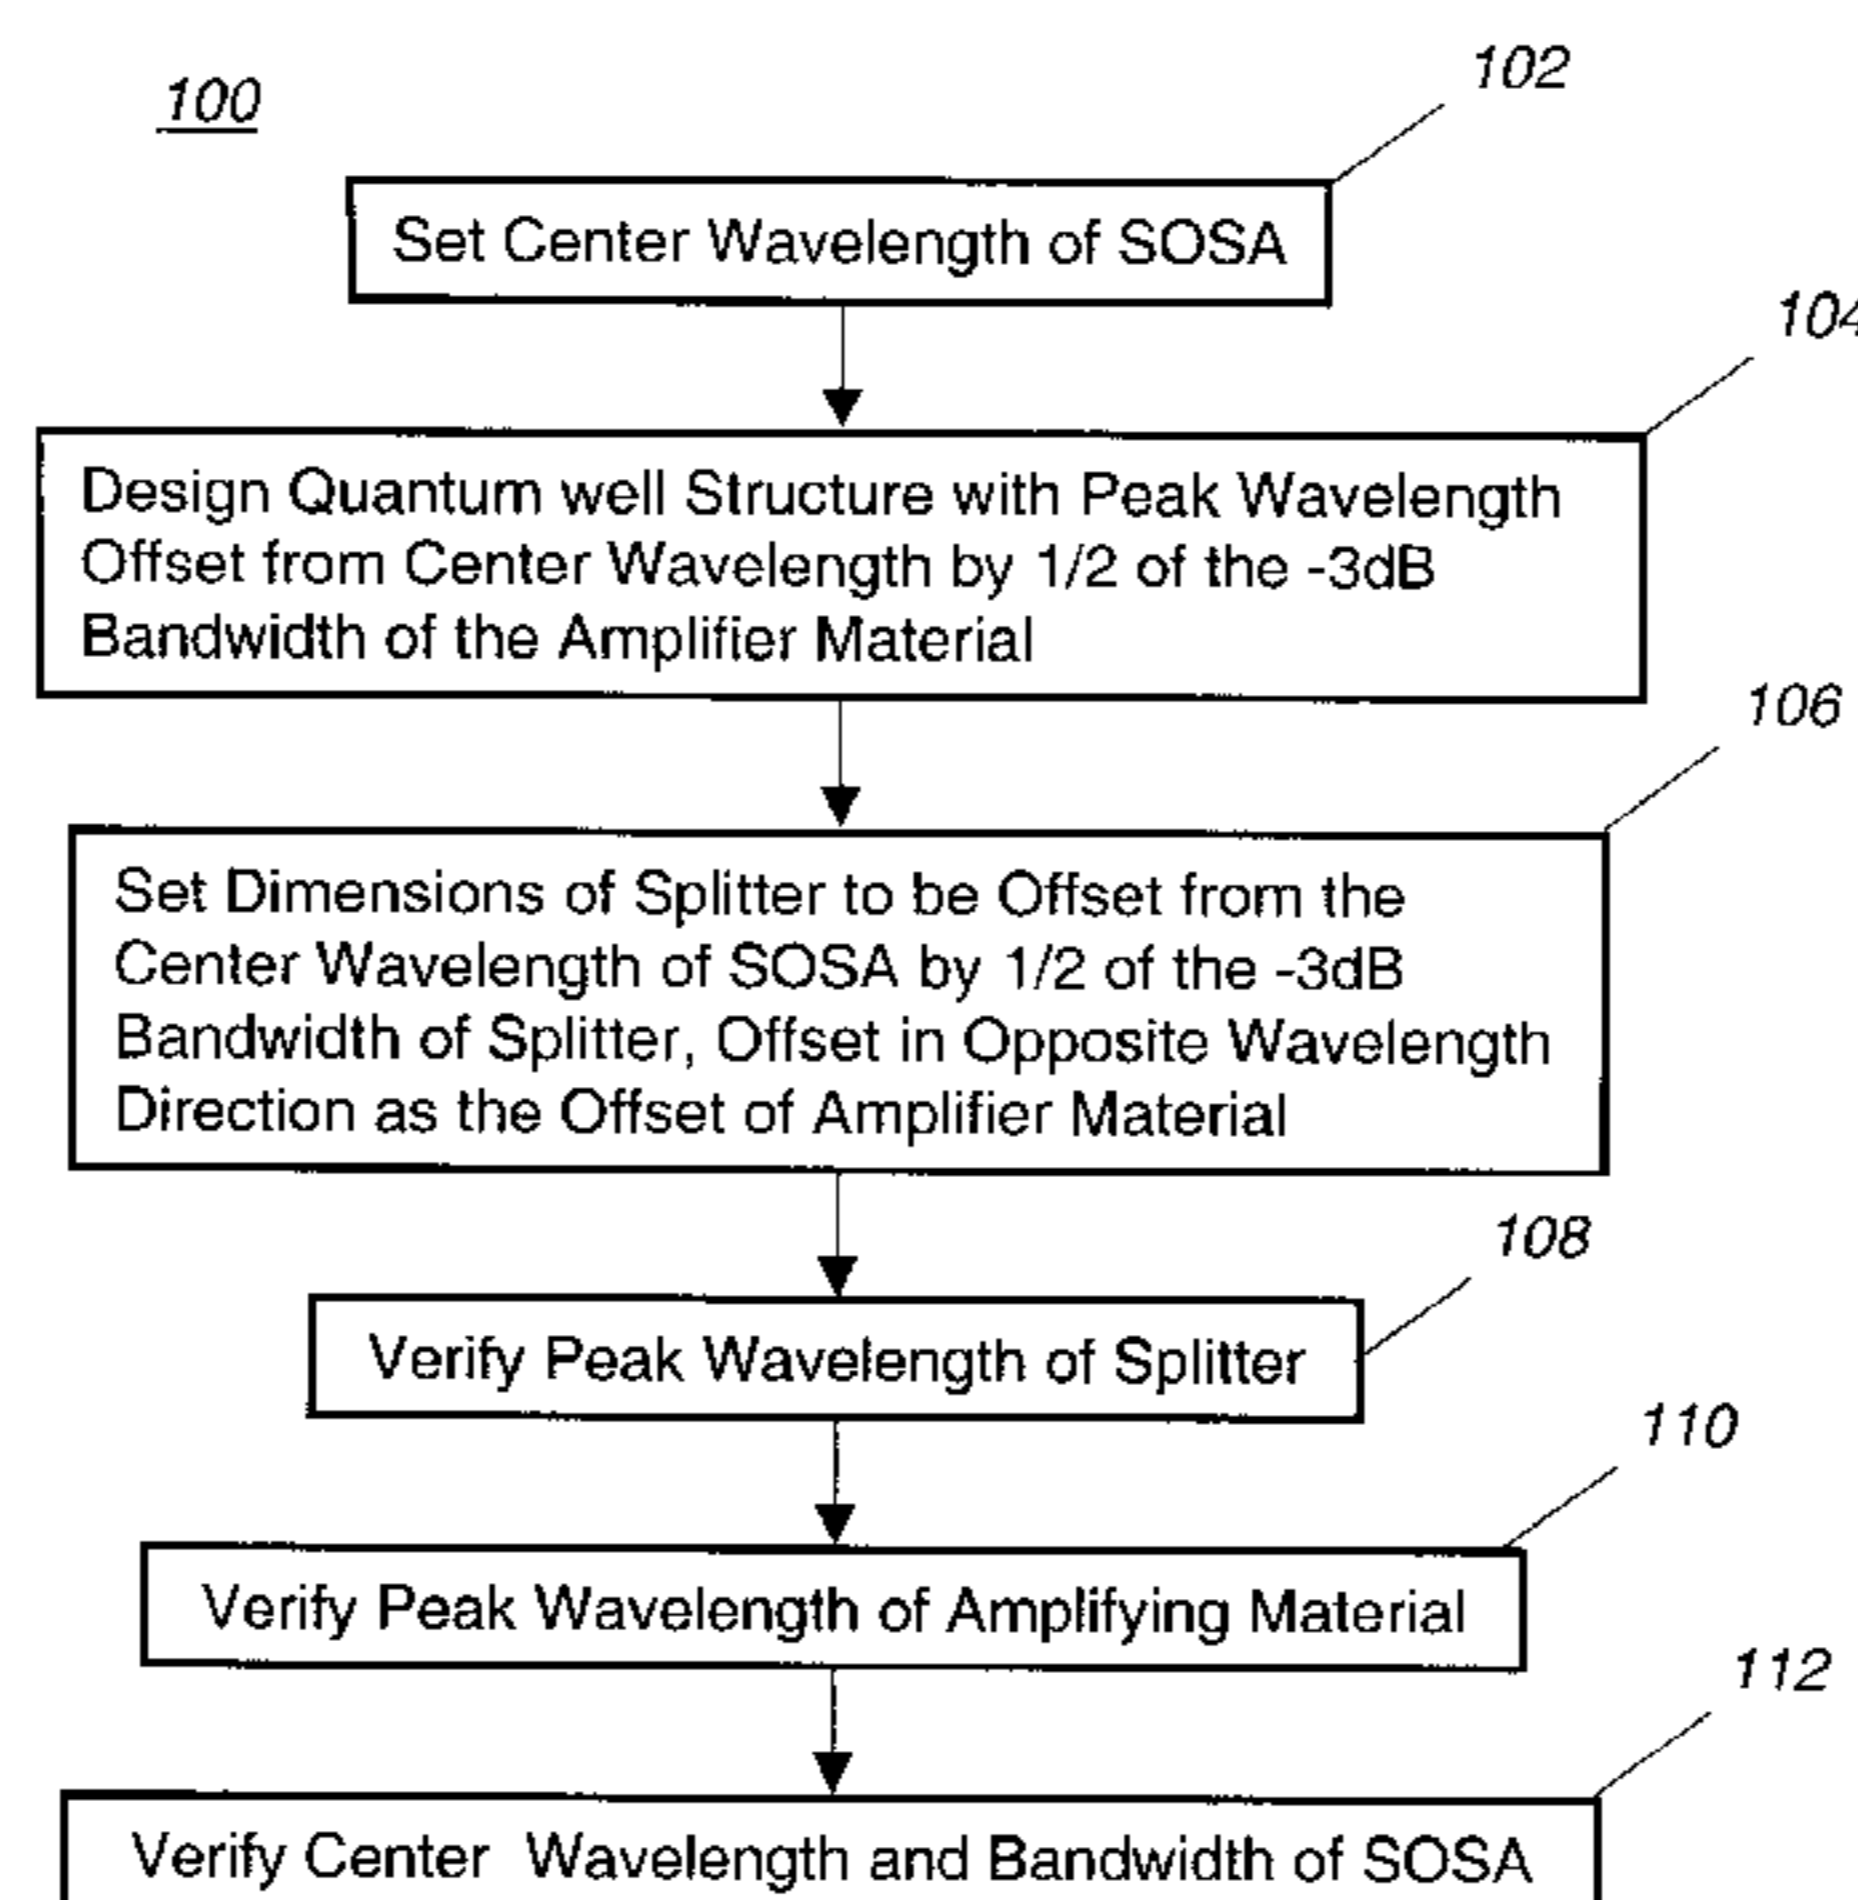 100
102
Set Center Wavelength of SOSA
104
Design Quantum well Structure with Peak Wavelength
Offset from Center Wavelength by 1/2 of the -3dB
Bandwidth of the Amplifier Material
106
Set Dimensions of Splitter to be Offset from the
Center Wavelength of SOSA by 1/2 of the -3dB
Bandwidth of Splitter, Offset in Opposite Wavelength
Direction as the Offset of Amplifier Material
108
Verify Peak Wavelength of Splitter
110
Verify Peak Wavelength of Amplifying Material
112
Verify Center Wavelength and Bandwidth of SOSA